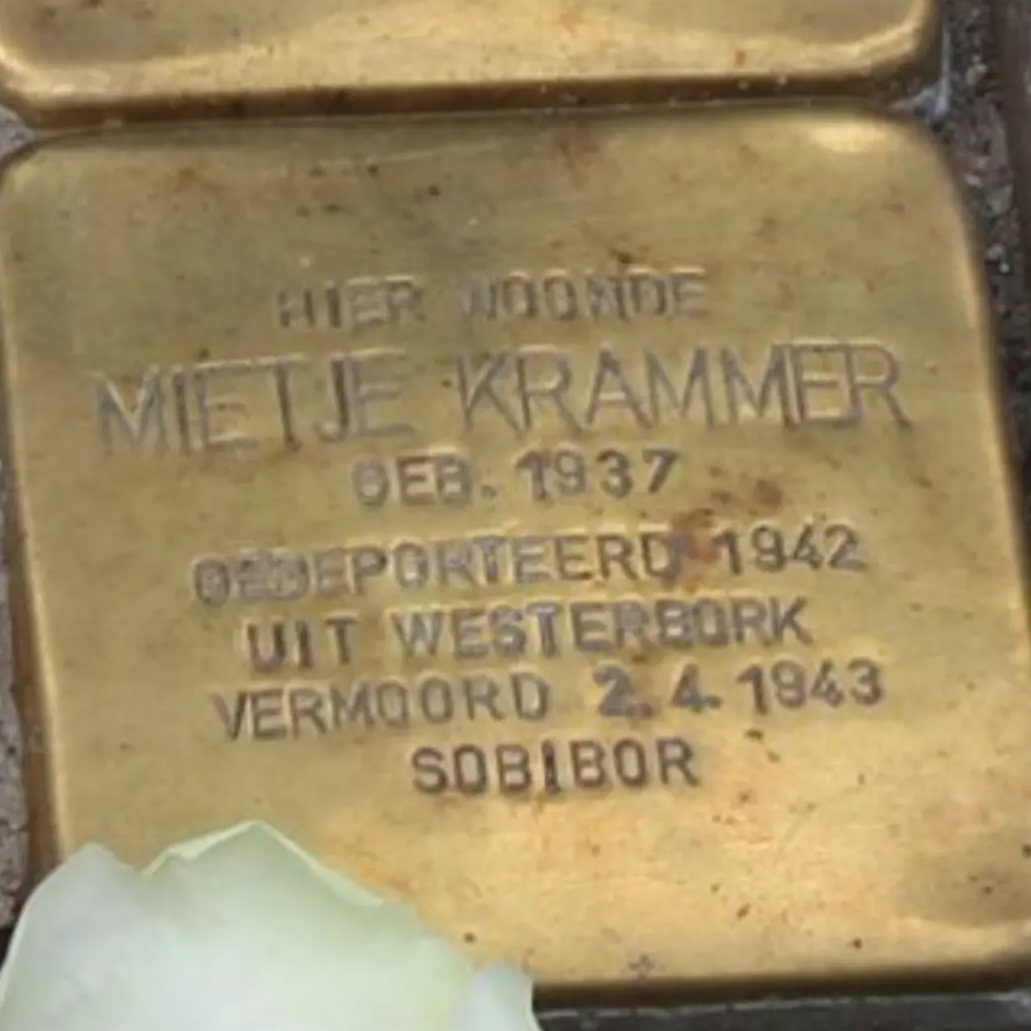 HIER WOONDE
MIETJE KRAMMER
GEB. 1937
GEDEPORTEERD 1942
UIT WESTERBORK
VERMOORD 2.4.1943
SOBIBOR